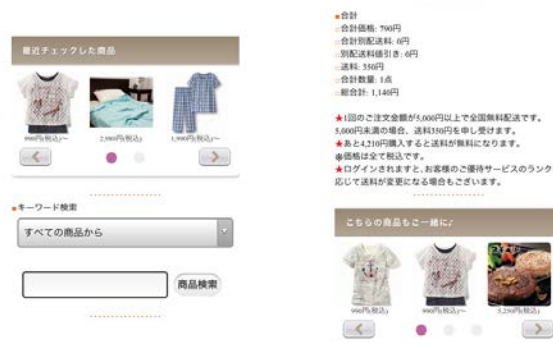 最近チェックした商品
990円(税込)~
2,990円(税込)
1,990円(税込)~
キーワード検索
すべての商品から
商品検索
合計
合計価格: 790円
合計別配送料: 0円
別配送料値引き: 0円
送料: 350円
合計数量: 1点
総合計: 1,140円
★1回のご注文金額が5,000円以上で全国無料配送です。
5,000円未満の場合、送料350円を申し受けます。
★あと4,210円購入すると送料が無料になります。
※価格は全て税込です。
★ログインされますと、お客様のご優待サービスのランク
応じて送料が変更になる場合もございます。
こちらの商品もご一緒に♪
990円(税込)
990円(税込)~
5,250円(税込)